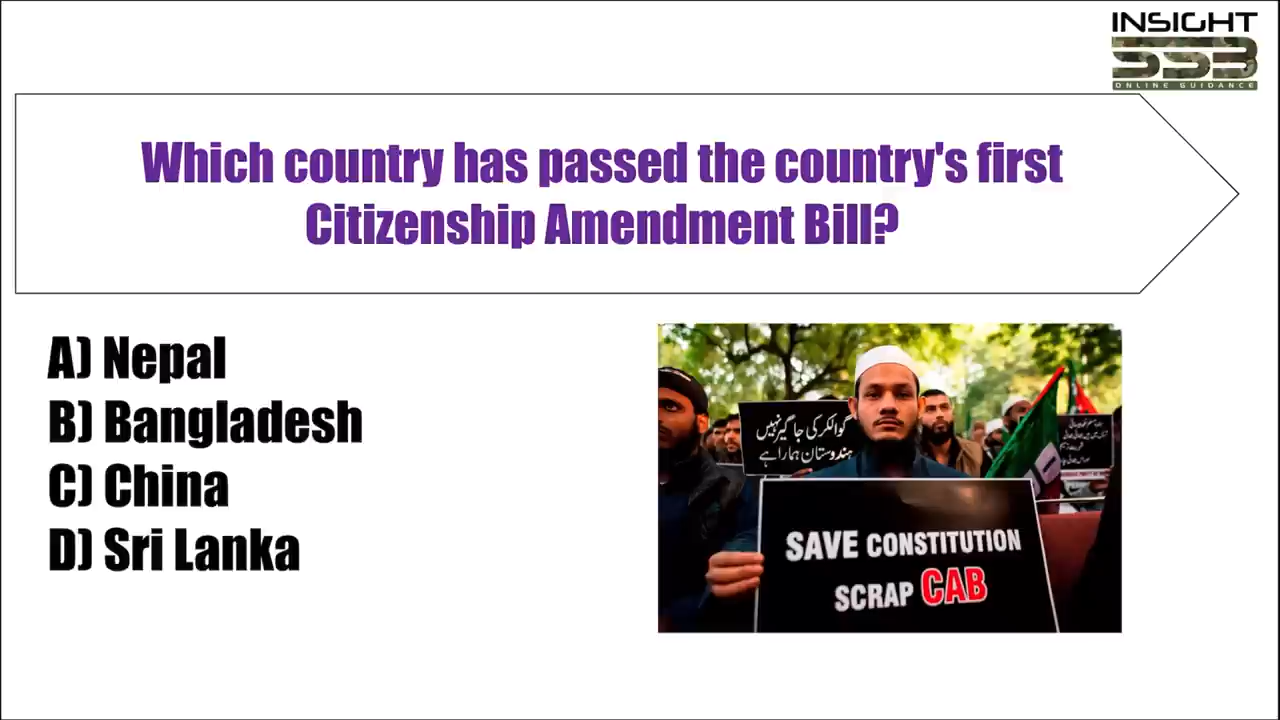 INSIGHT
SSB
ONLINE GUIDANCE
Which country has passed the country's first
Citizenship Amendment Bill?
A) Nepal
B) Bangladesh
C) China
D) Sri Lanka
کوالکر کی جاگیر نہیں
ہندوستان ہمارا ہے
SAVE CONSTITUTION
SCRAP CAB